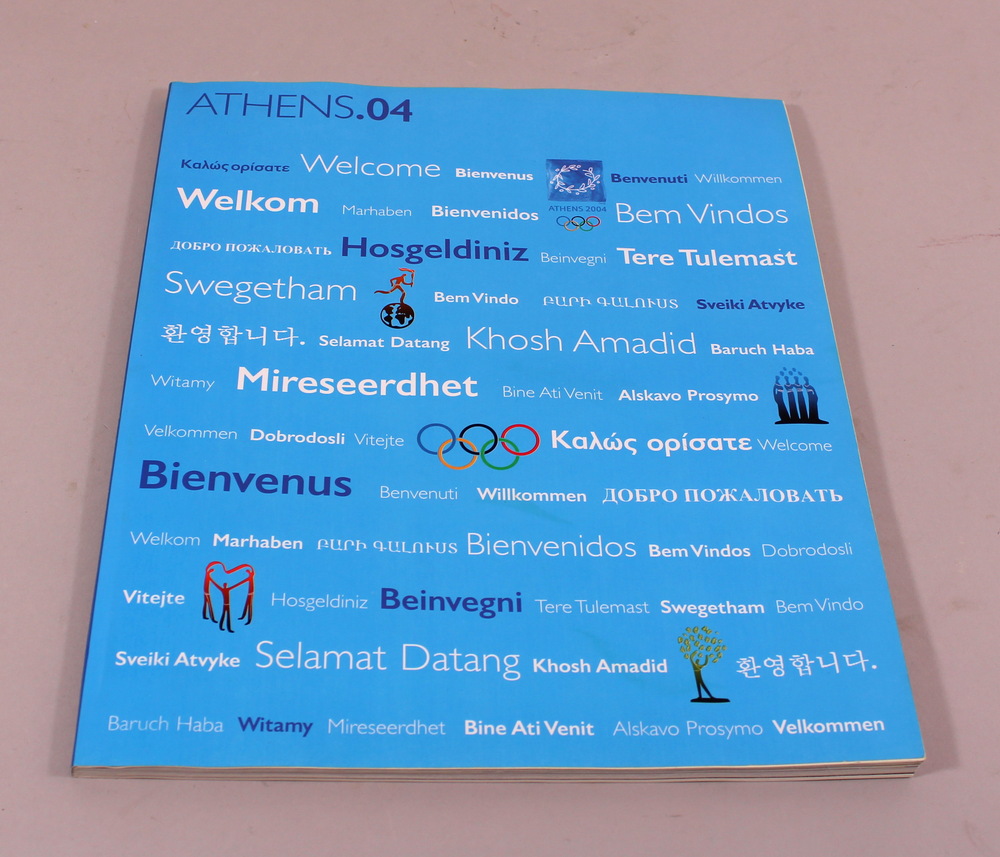 ATHENS.04
Καλώς ορίσατε Welcome Bienvenus Benvenuti Willkommen
ATHENS 2004
Welkom Marhaben Bienvenidos Bem Vindos
ДОБРО ПОЖАЛОВАТЬ Hosgeldiniz Beinvegni Tere Tulemast
Swegetham Bem Vindo ԲԱՐԻ ԳԱԼՈՒՍՏ Sveiki Atvyke
환영합니다. Selamat Datang Khosh Amadid Baruch Haba
Witamy Mireseerdhet Bine Ati Venit Alskavo Prosymo
Velkommen Dobrodosli Vitejte Καλώς ορίσατε Welcome
Bienvenus Benvenuti Willkommen ДОБРО ПОЖАЛОВАТЬ
Welkom Marhaben ԲԱՐԻ ԳԱԼՈՒՍՏ Bienvenidos Bem Vindos Dobrodosli
Vitejte Hosgeldiniz Beinvegni Tere Tulemast Swegetham Bem Vindo
Sveiki Atvyke Selamat Datang Khosh Amadid 환영합니다.
Baruch Haba Witamy Mireseerdhet Bine Ati Venit Alskavo Prosymo Velkommen